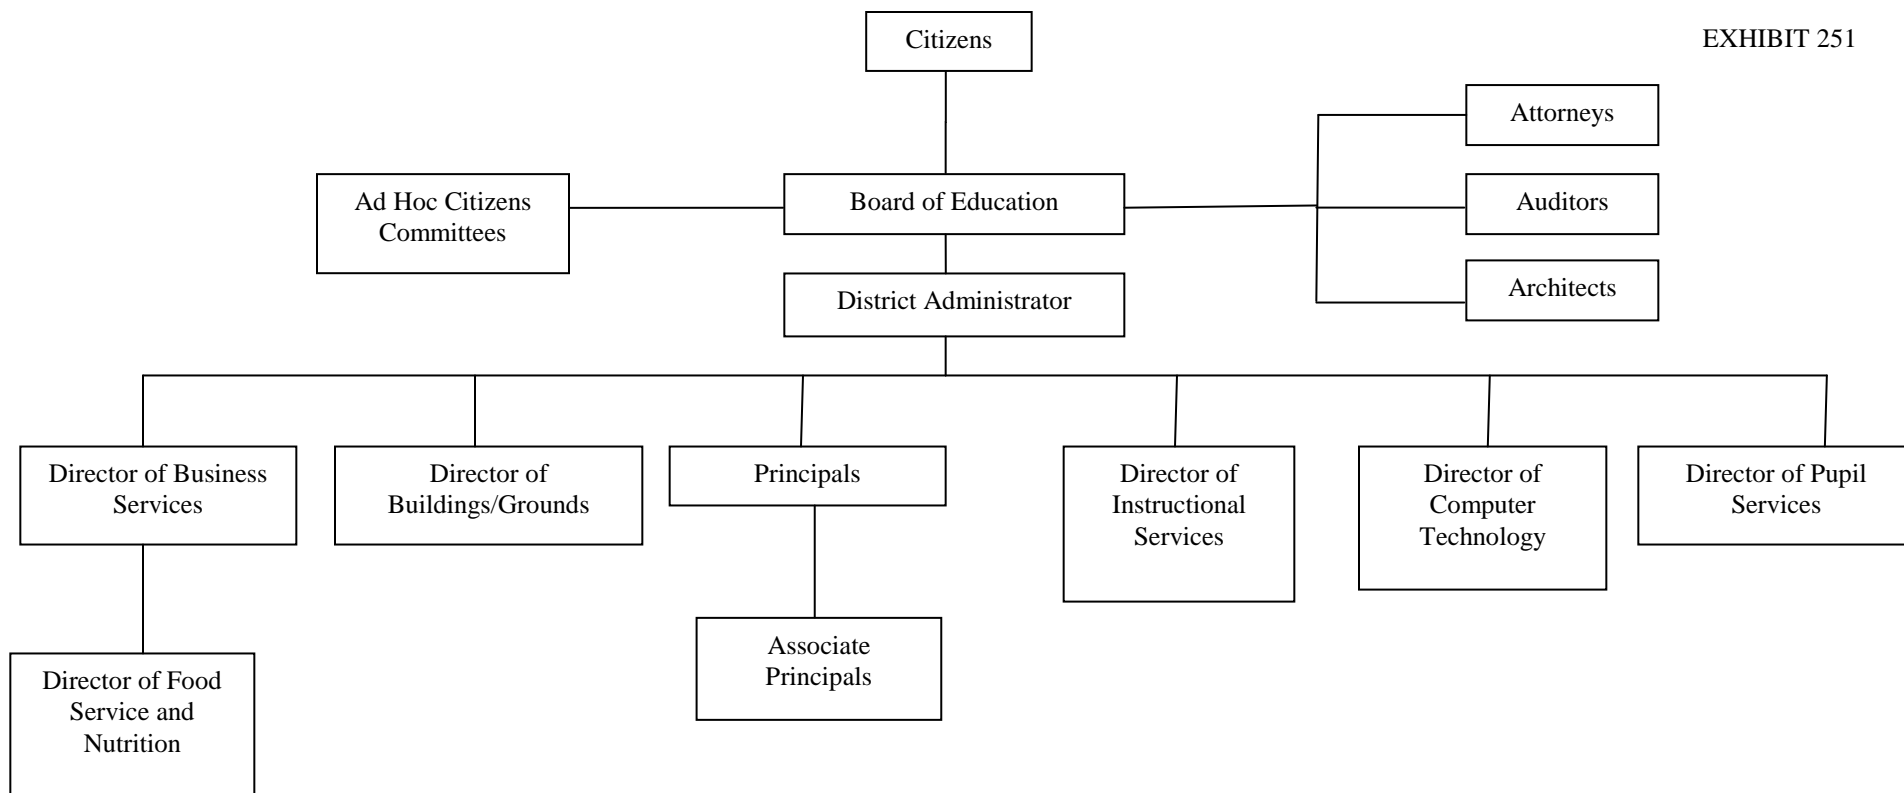 Citizens
EXHIBIT 251
Attorneys
Ad Hoc Citizens
Committees
Board of Education
Auditors
District Administrator
Architects
Director of Business
Services
Director of
Buildings/Grounds
Principals
Director of
Instructional
Services
Director of
Computer
Technology
Director of Pupil
Services
Associate
Principals
Director of Food
Service and
Nutrition